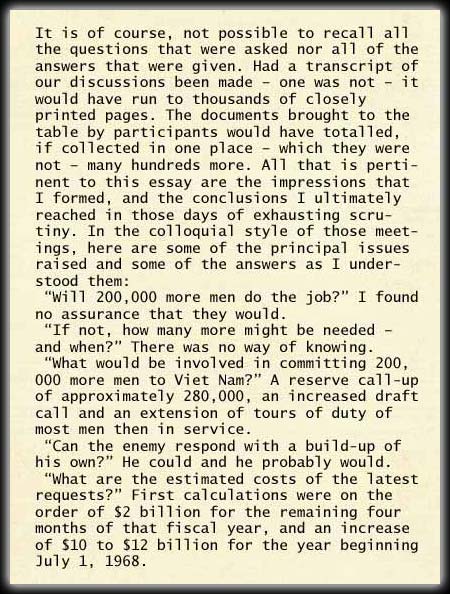 It is of course, not possible to recall all
the questions that were asked nor all of the
answers that were given. Had a transcript of
our discussions been made – one was not – it
would have run to thousands of closely
printed pages. The documents brought to the
table by participants would have totalled,
if collected in one place – which they were
not – many hundreds more. All that is perti-
nent to this essay are the impressions that
I formed, and the conclusions I ultimately
reached in those days of exhausting scru-
tiny. In the colloquial style of those meet-
ings, here are some of the principal issues
raised and some of the answers as I under-
stood them:
“Will 200,000 more men do the job?” I found
no assurance that they would.
“If not, how many more might be needed –
and when?” There was no way of knowing.
“What would be involved in committing 200,
000 more men to Viet Nam?” A reserve call-up
of approximately 280,000, an increased draft
call and an extension of tours of duty of
most men then in service.
“Can the enemy respond with a build-up of
his own?” He could and he probably would.
“What are the estimated costs of the latest
requests?” First calculations were on the
order of $2 billion for the remaining four
months of that fiscal year, and an increase
of $10 to $12 billion for the year beginning
July 1, 1968.